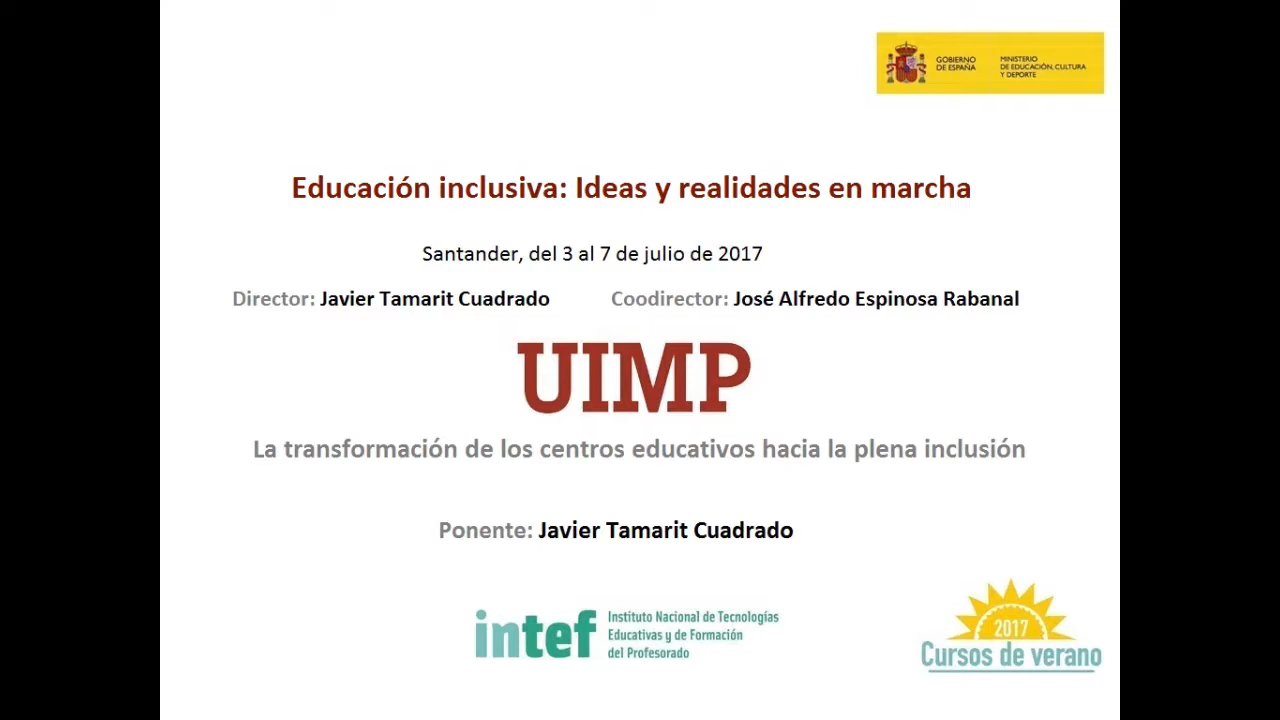 GOBIERNO
DE ESPAÑA
MINISTERIO
DE EDUCACIÓN, CULTURA
Y DEPORTE
Educación inclusiva: Ideas y realidades en marcha
Santander, del 3 al 7 de julio de 2017
Director: Javier Tamarit Cuadrado Coodirector: José Alfredo Espinosa Rabanal
UIMP
La transformación de los centros educativos hacia la plena inclusión
Ponente: Javier Tamarit Cuadrado
intef
Instituto Nacional de Tecnologías
Educativas y de Formación
del Profesorado
2017
Cursos de verano